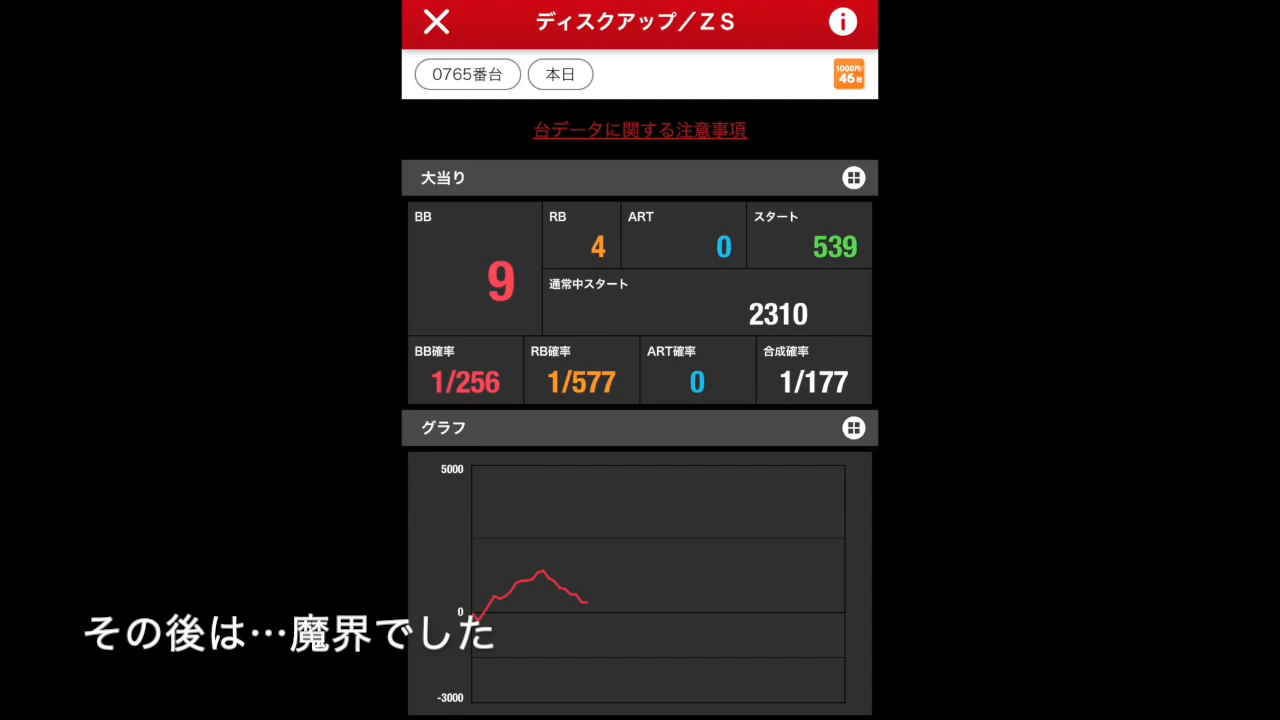 ディスクアップ／ＺＳ
0765番台
本日
1000円/
46枚
台データに関する注意事項
大当り
BB
RB
ART
スタート
9
4
0
539
通常中スタート
2310
BB確率
RB確率
ART確率
合成確率
1/256
1/577
0
1/177
グラフ
5000
0
-3000
その後は…魔界でした